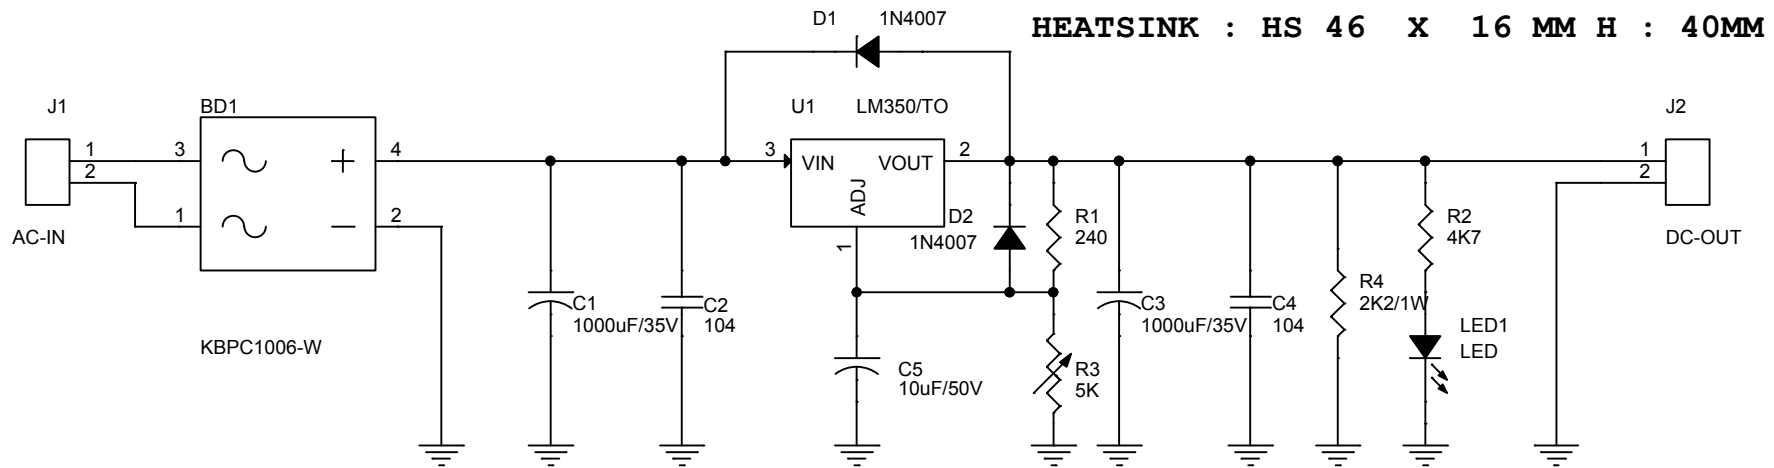 HEATSINK : HS 46 X 16 MM H : 40MM
D1 1N4007
J1
BD1
U1 LM350/TO
J2
1
2
3
4
1
2
3
VIN
VOUT
ADJ
2
1
1
2
AC-IN
DC-OUT
KBPC1006-W
D2
1N4007
R1
240
R2
4K7
C1
1000uF/35V
C2
104
C3
1000uF/35V
C4
104
R4
2K2/1W
LED1
LED
C5
10uF/50V
R3
5K